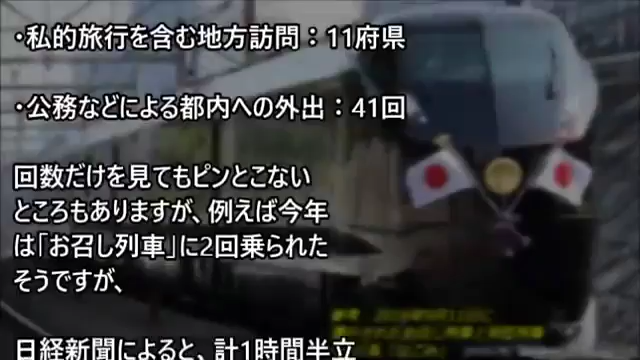 ・私的旅行を含む地方訪問：11府県
・公務などによる都内への外出：41回
回数だけを見てもピンとこない
ところもありますが、例えば今年
は「お召し列車」に2回乗られた
そうですが、
日経新聞によると、計1時間半立